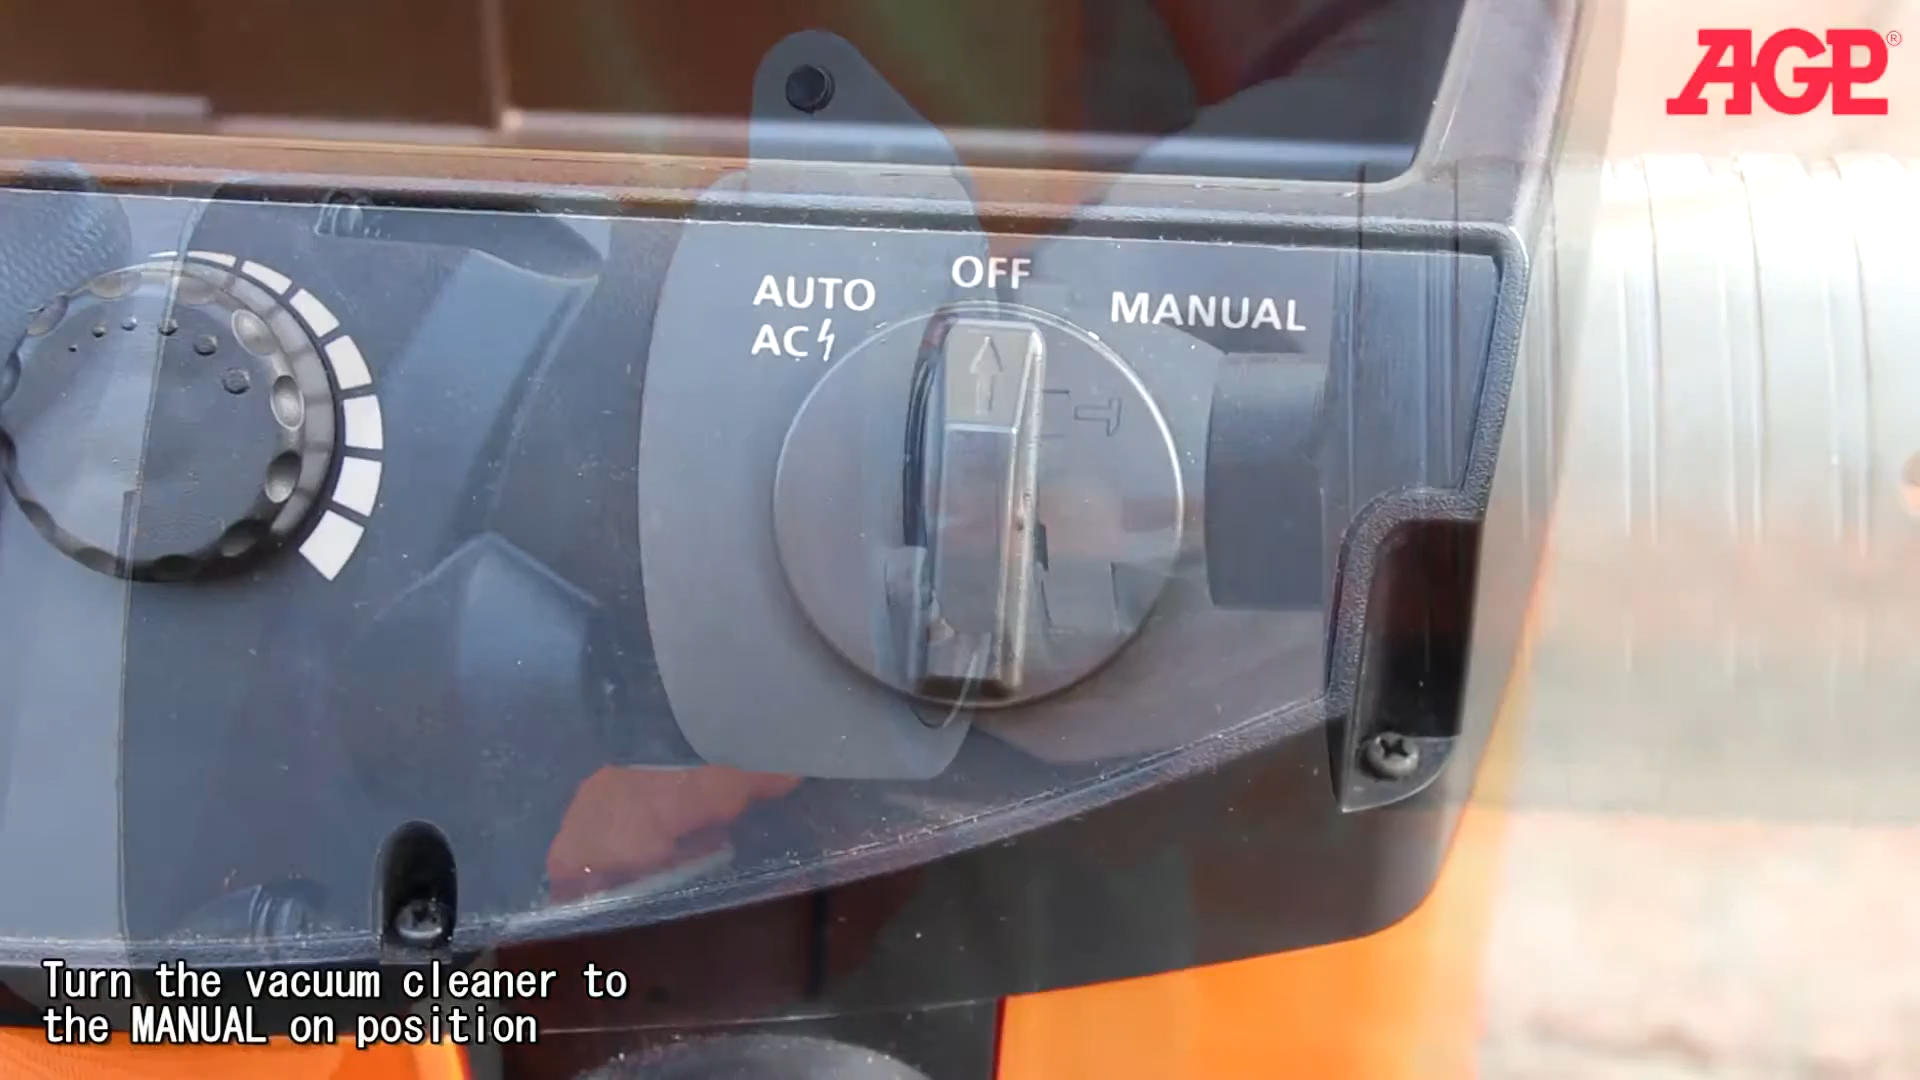 AGP®
OFF
AUTO
AC
MANUAL
Turn the vacuum cleaner to
the MANUAL on position